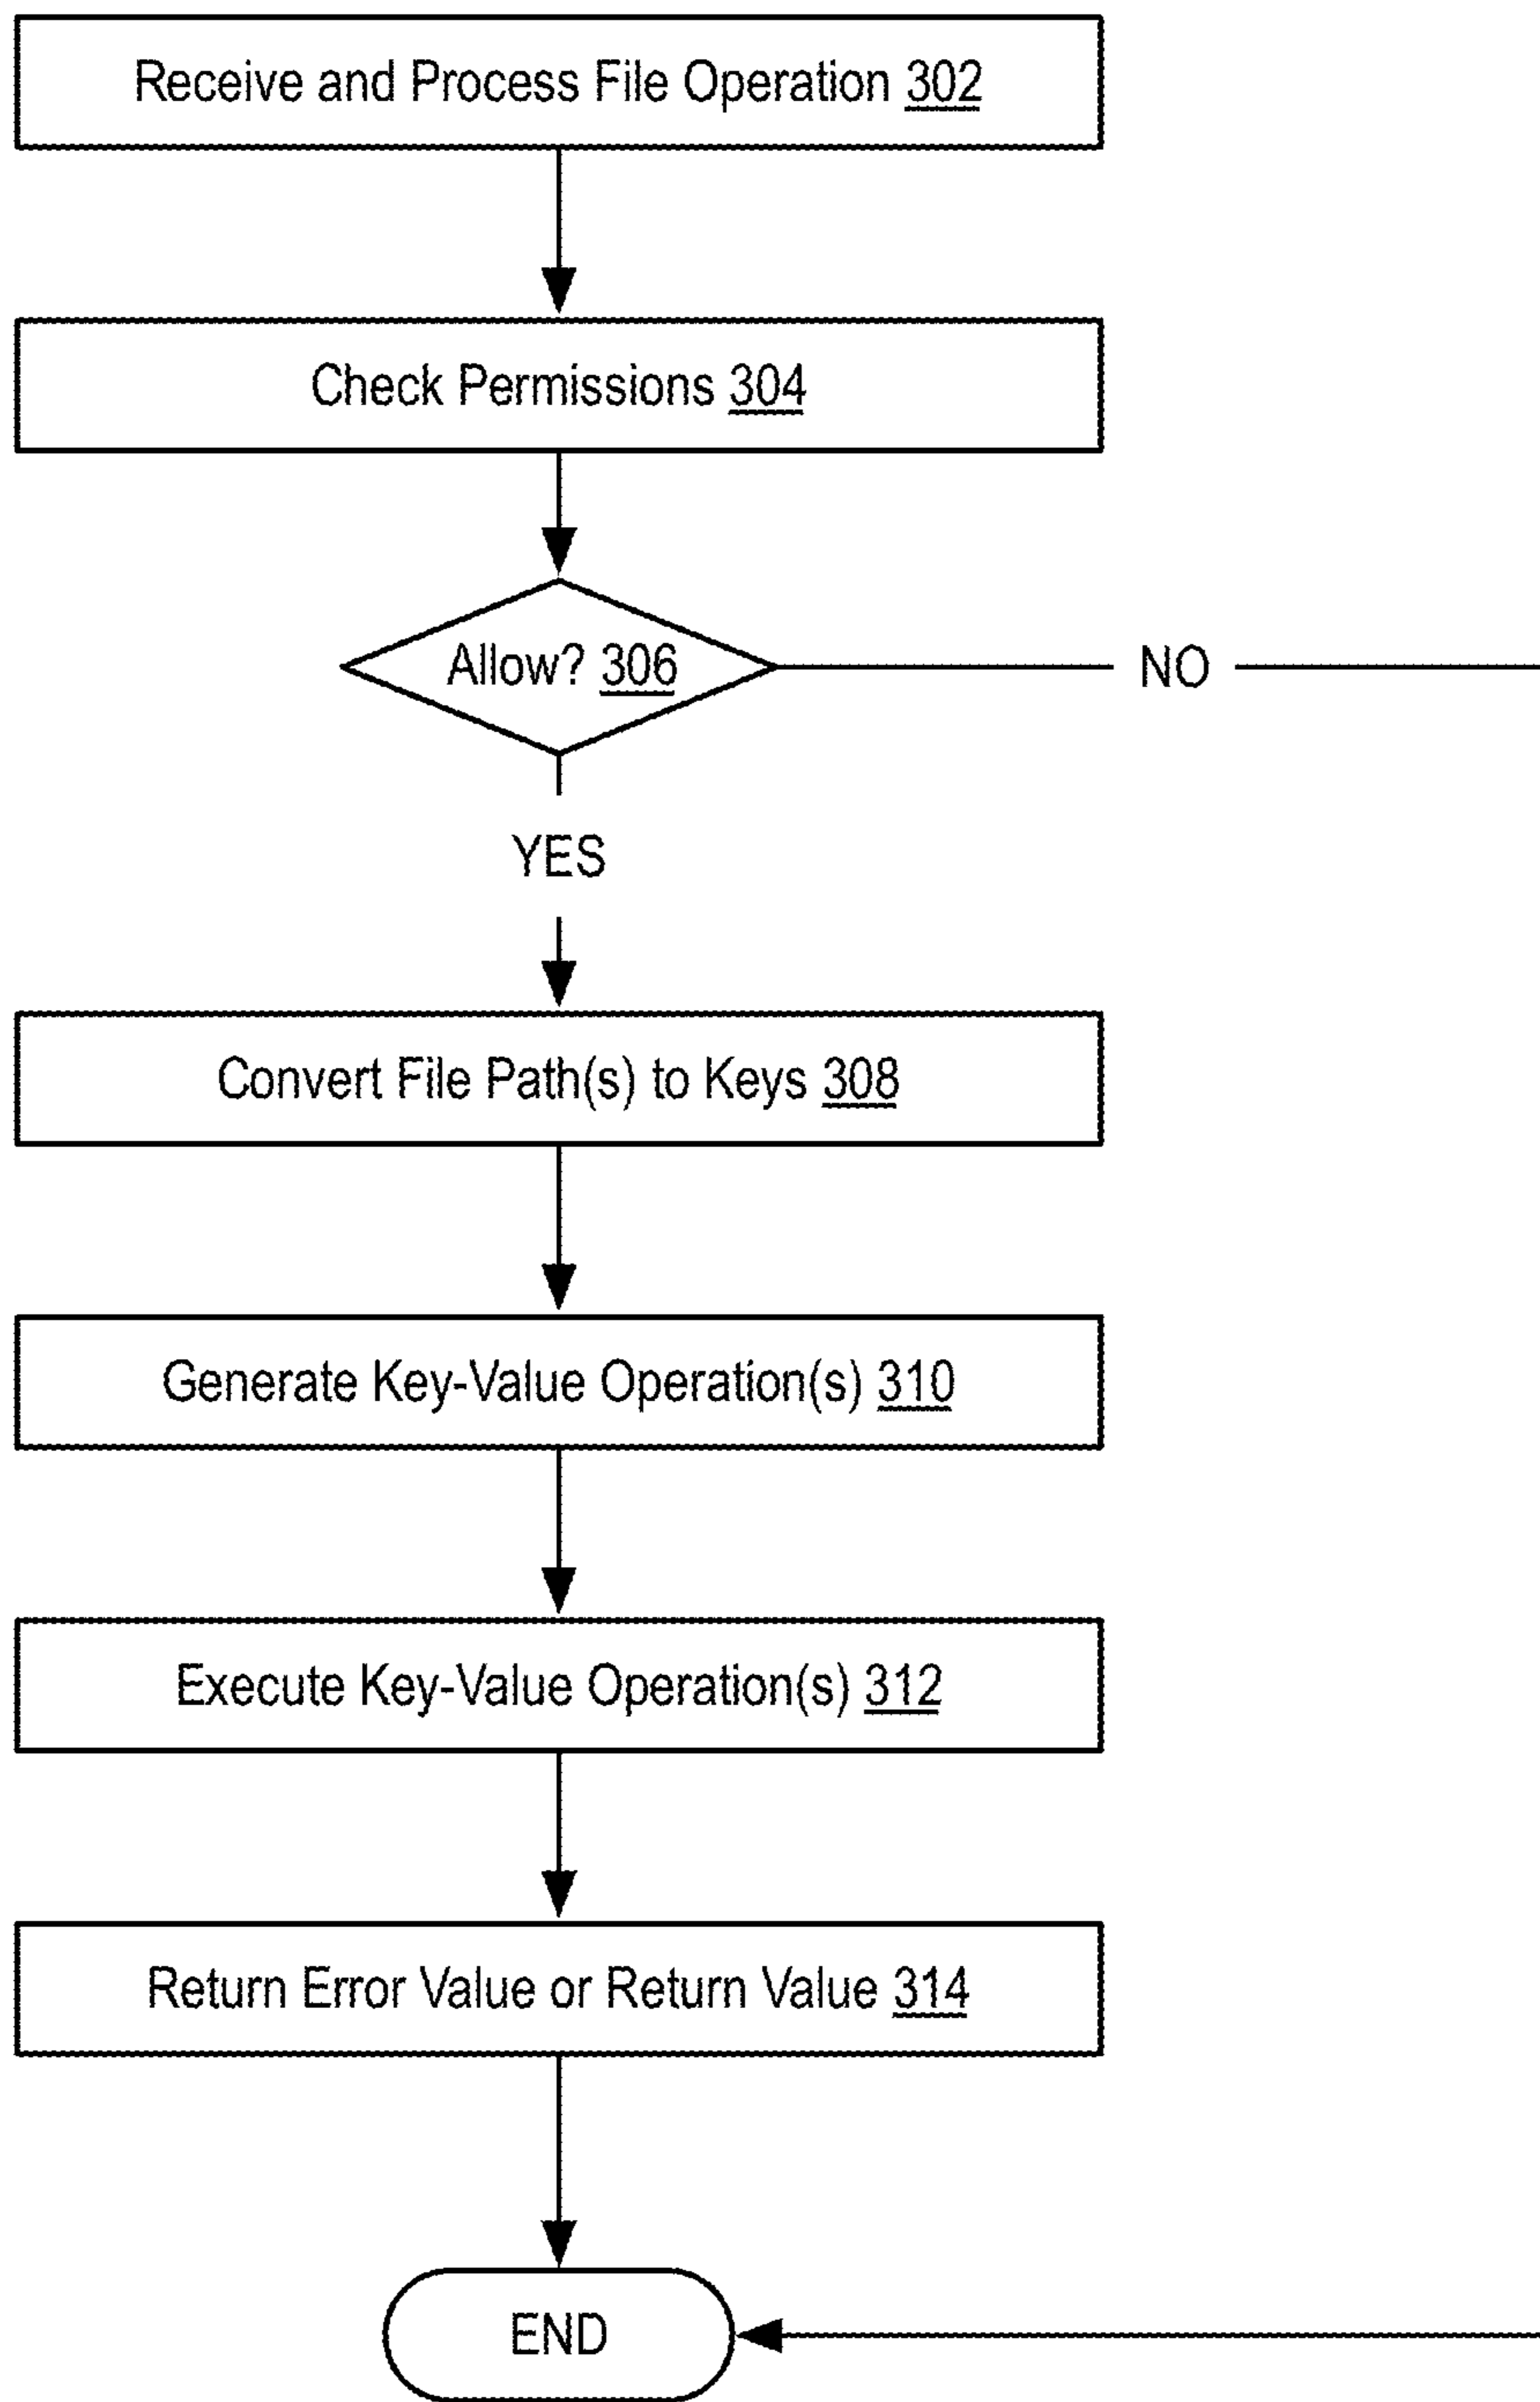 Receive and Process File Operation 302
Check Permissions 304
Allow? 306
NO
YES
Convert File Path(s) to Keys 308
Generate Key-Value Operation(s) 310
Execute Key-Value Operation(s) 312
Return Error Value or Return Value 314
END